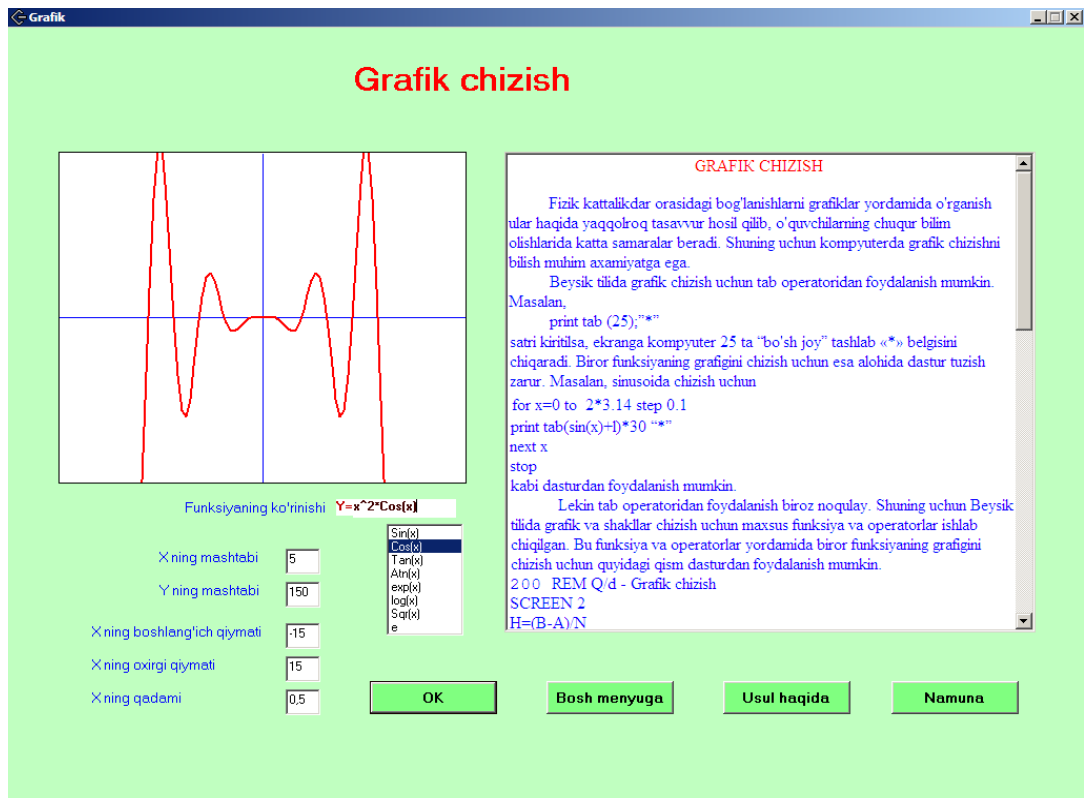 Grafik
Grafik chizish
GRAFIK CHIZISH
Fizik kattalikdar orasidagi bog'lanishlarni grafiklar yordamida o'rganish
ular haqida yaqqolroq tasavvur hosil qilib, o'quvchilarning chuqur bilim
olishlarida katta samaralar beradi. Shuning uchun kompyuterda grafik chizishni
bilish muhim axamiyatga ega.
Beysik tilida grafik chizish uchun tab operatoridan foydalanish mumkin.
Masalan,
print tab (25);”*”
satri kiritilsa, ekranga kompyuter 25 ta “bo'sh joy” tashlab «*» belgisini
chiqaradi. Biror funksiyaning grafigini chizish uchun esa alohida dastur tuzish
zarur. Masalan, sinusoida chizish uchun
for x=0 to 2*3.14 step 0.1
print tab(sin(x)+l)*30 “*”
next x
stop
kabi dasturdan foydalanish mumkin.
Lekin tab operatoridan foydalanish biroz noqulay. Shuning uchun Beysik
tilida grafik va shakllar chizish uchun maxsus funksiya va operatorlar ishlab
chiqilgan. Bu funksiya va operatorlar yordamida biror funksiyaning grafigini
chizish uchun quyidagi qism dasturdan foydalanish mumkin.
200 REM Q/d - Grafik chizish
SCREEN 2
H=(B-A)/N
Funksiyaning ko'rinishi Y=x^2*Cos(x)
Sin(x)
Cos(x)
Tan(x)
Atn(x)
exp(x)
log(x)
Sqr(x)
e
X ning mashtabi 5
Y ning mashtabi 150
X ning boshlang'ich qiymati -15
X ning oxirgi qiymati 15
X ning qadami 0,5
OK
Bosh menyuga
Usul haqida
Namuna